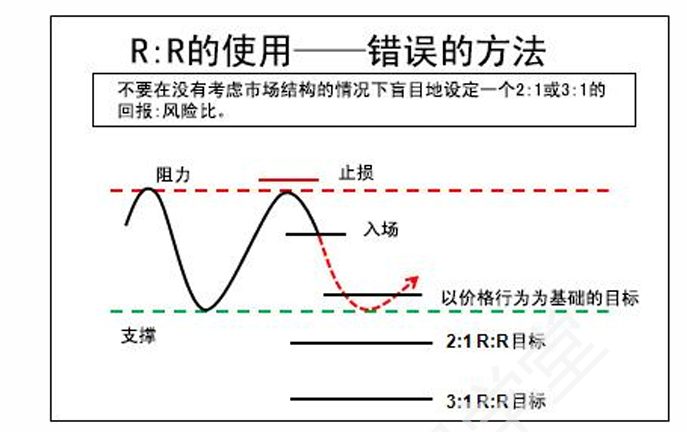 R:R的使用——错误的方法
不要在没有考虑市场结构的情况下盲目地设定一个2:1或3:1的
回报:风险比。
阻力
止损
入场
以价格行为为基础的目标
支撑
2:1 R:R目标
3:1 R:R目标
学堂